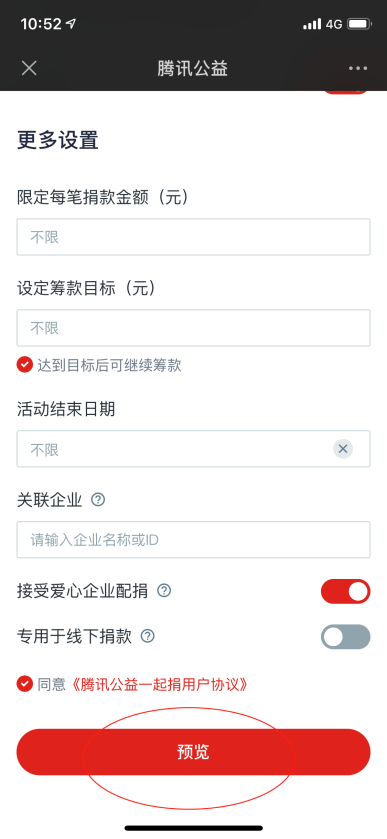 10:52
4G
腾讯公益
更多设置
限定每笔捐款金额（元）
不限
设定筹款目标（元）
不限
达到目标后可继续筹款
活动结束日期
不限
关联企业
请输入企业名称或ID
接受爱心企业配捐
专用于线下捐款
同意《腾讯公益一起捐用户协议》
预览